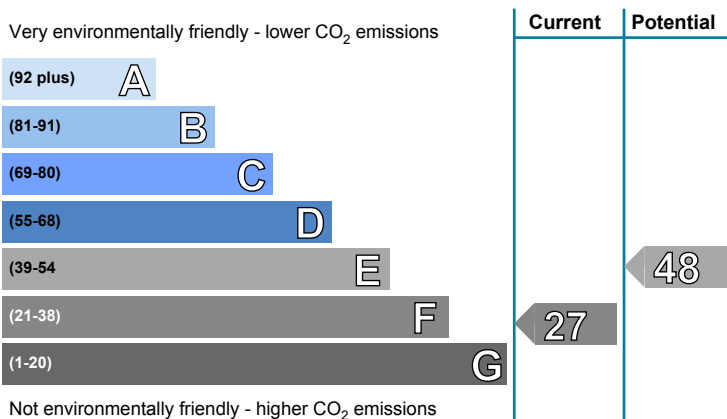 Current Potential
Very environmentally friendly - lower CO2 emissions
(92 plus) A
(81-91) B
(69-80) C
(55-68) D
(39-54 E
48
(21-38) F
27
(1-20) G
Not environmentally friendly - higher CO2 emissions